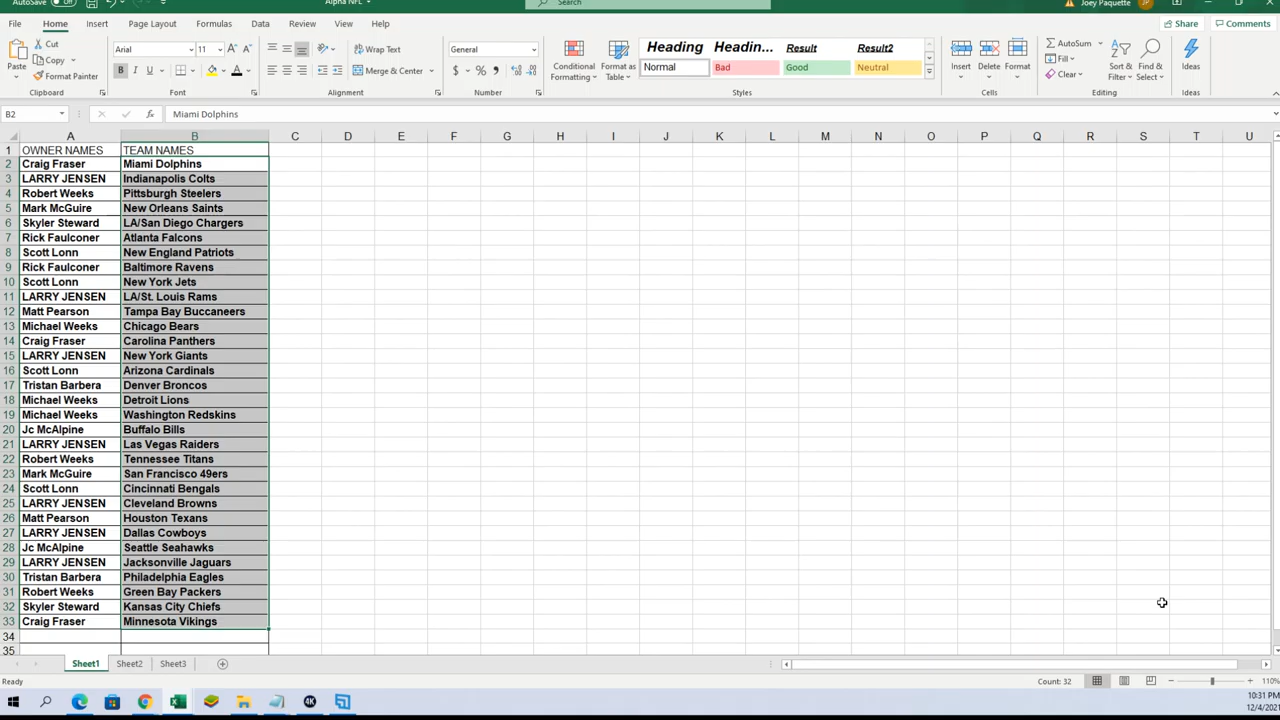 AutoSave Off Alpha NFL Search Joey Paquette
File Home Insert Page Layout Formulas Data Review View Help Share Comments
Cut Arial 11 A A Wrap Text General Heading Headin... Result Result2 AutoSum
Paste Copy B I U A Merge & Center $ % Conditional Formatting Format as Table Normal Bad Good Neutral Insert Delete Format Fill Sort & Filter Find & Select Ideas
Format Painter Clear
Clipboard Font Alignment Number Styles Cells Editing Ideas
B2 fx Miami Dolphins
A B C D E F G H I J K L M N O P Q R S T U
1 OWNER NAMES TEAM NAMES
2 Craig Fraser Miami Dolphins
3 LARRY JENSEN Indianapolis Colts
4 Robert Weeks Pittsburgh Steelers
5 Mark McGuire New Orleans Saints
6 Skyler Steward LA/San Diego Chargers
7 Rick Faulconer Atlanta Falcons
8 Scott Lonn New England Patriots
9 Rick Faulconer Baltimore Ravens
10 Scott Lonn New York Jets
11 LARRY JENSEN LA/St. Louis Rams
12 Matt Pearson Tampa Bay Buccaneers
13 Michael Weeks Chicago Bears
14 Craig Fraser Carolina Panthers
15 LARRY JENSEN New York Giants
16 Scott Lonn Arizona Cardinals
17 Tristan Barbera Denver Broncos
18 Michael Weeks Detroit Lions
19 Michael Weeks Washington Redskins
20 Jc McAlpine Buffalo Bills
21 LARRY JENSEN Las Vegas Raiders
22 Robert Weeks Tennessee Titans
23 Mark McGuire San Francisco 49ers
24 Scott Lonn Cincinnati Bengals
25 LARRY JENSEN Cleveland Browns
26 Matt Pearson Houston Texans
27 LARRY JENSEN Dallas Cowboys
28 Jc McAlpine Seattle Seahawks
29 LARRY JENSEN Jacksonville Jaguars
30 Tristan Barbera Philadelphia Eagles
31 Robert Weeks Green Bay Packers
32 Skyler Steward Kansas City Chiefs
33 Craig Fraser Minnesota Vikings
34
35
Sheet1 Sheet2 Sheet3
Ready Count: 32 110%
4K 10:31 PM
12/4/2021